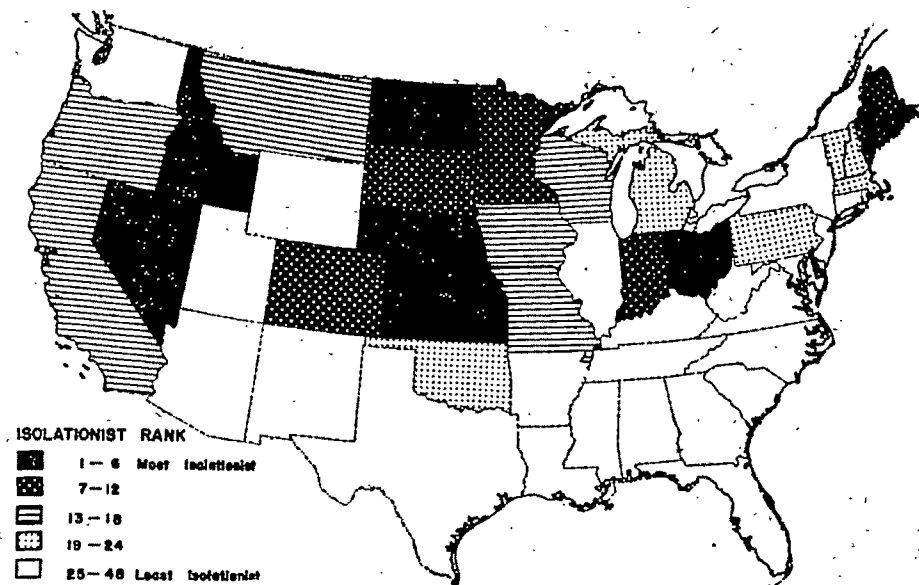 ISOLATIONIST RANK
1-6 Most Isolationist
7-12
13-18
19-24
25-48 Least Isolationist